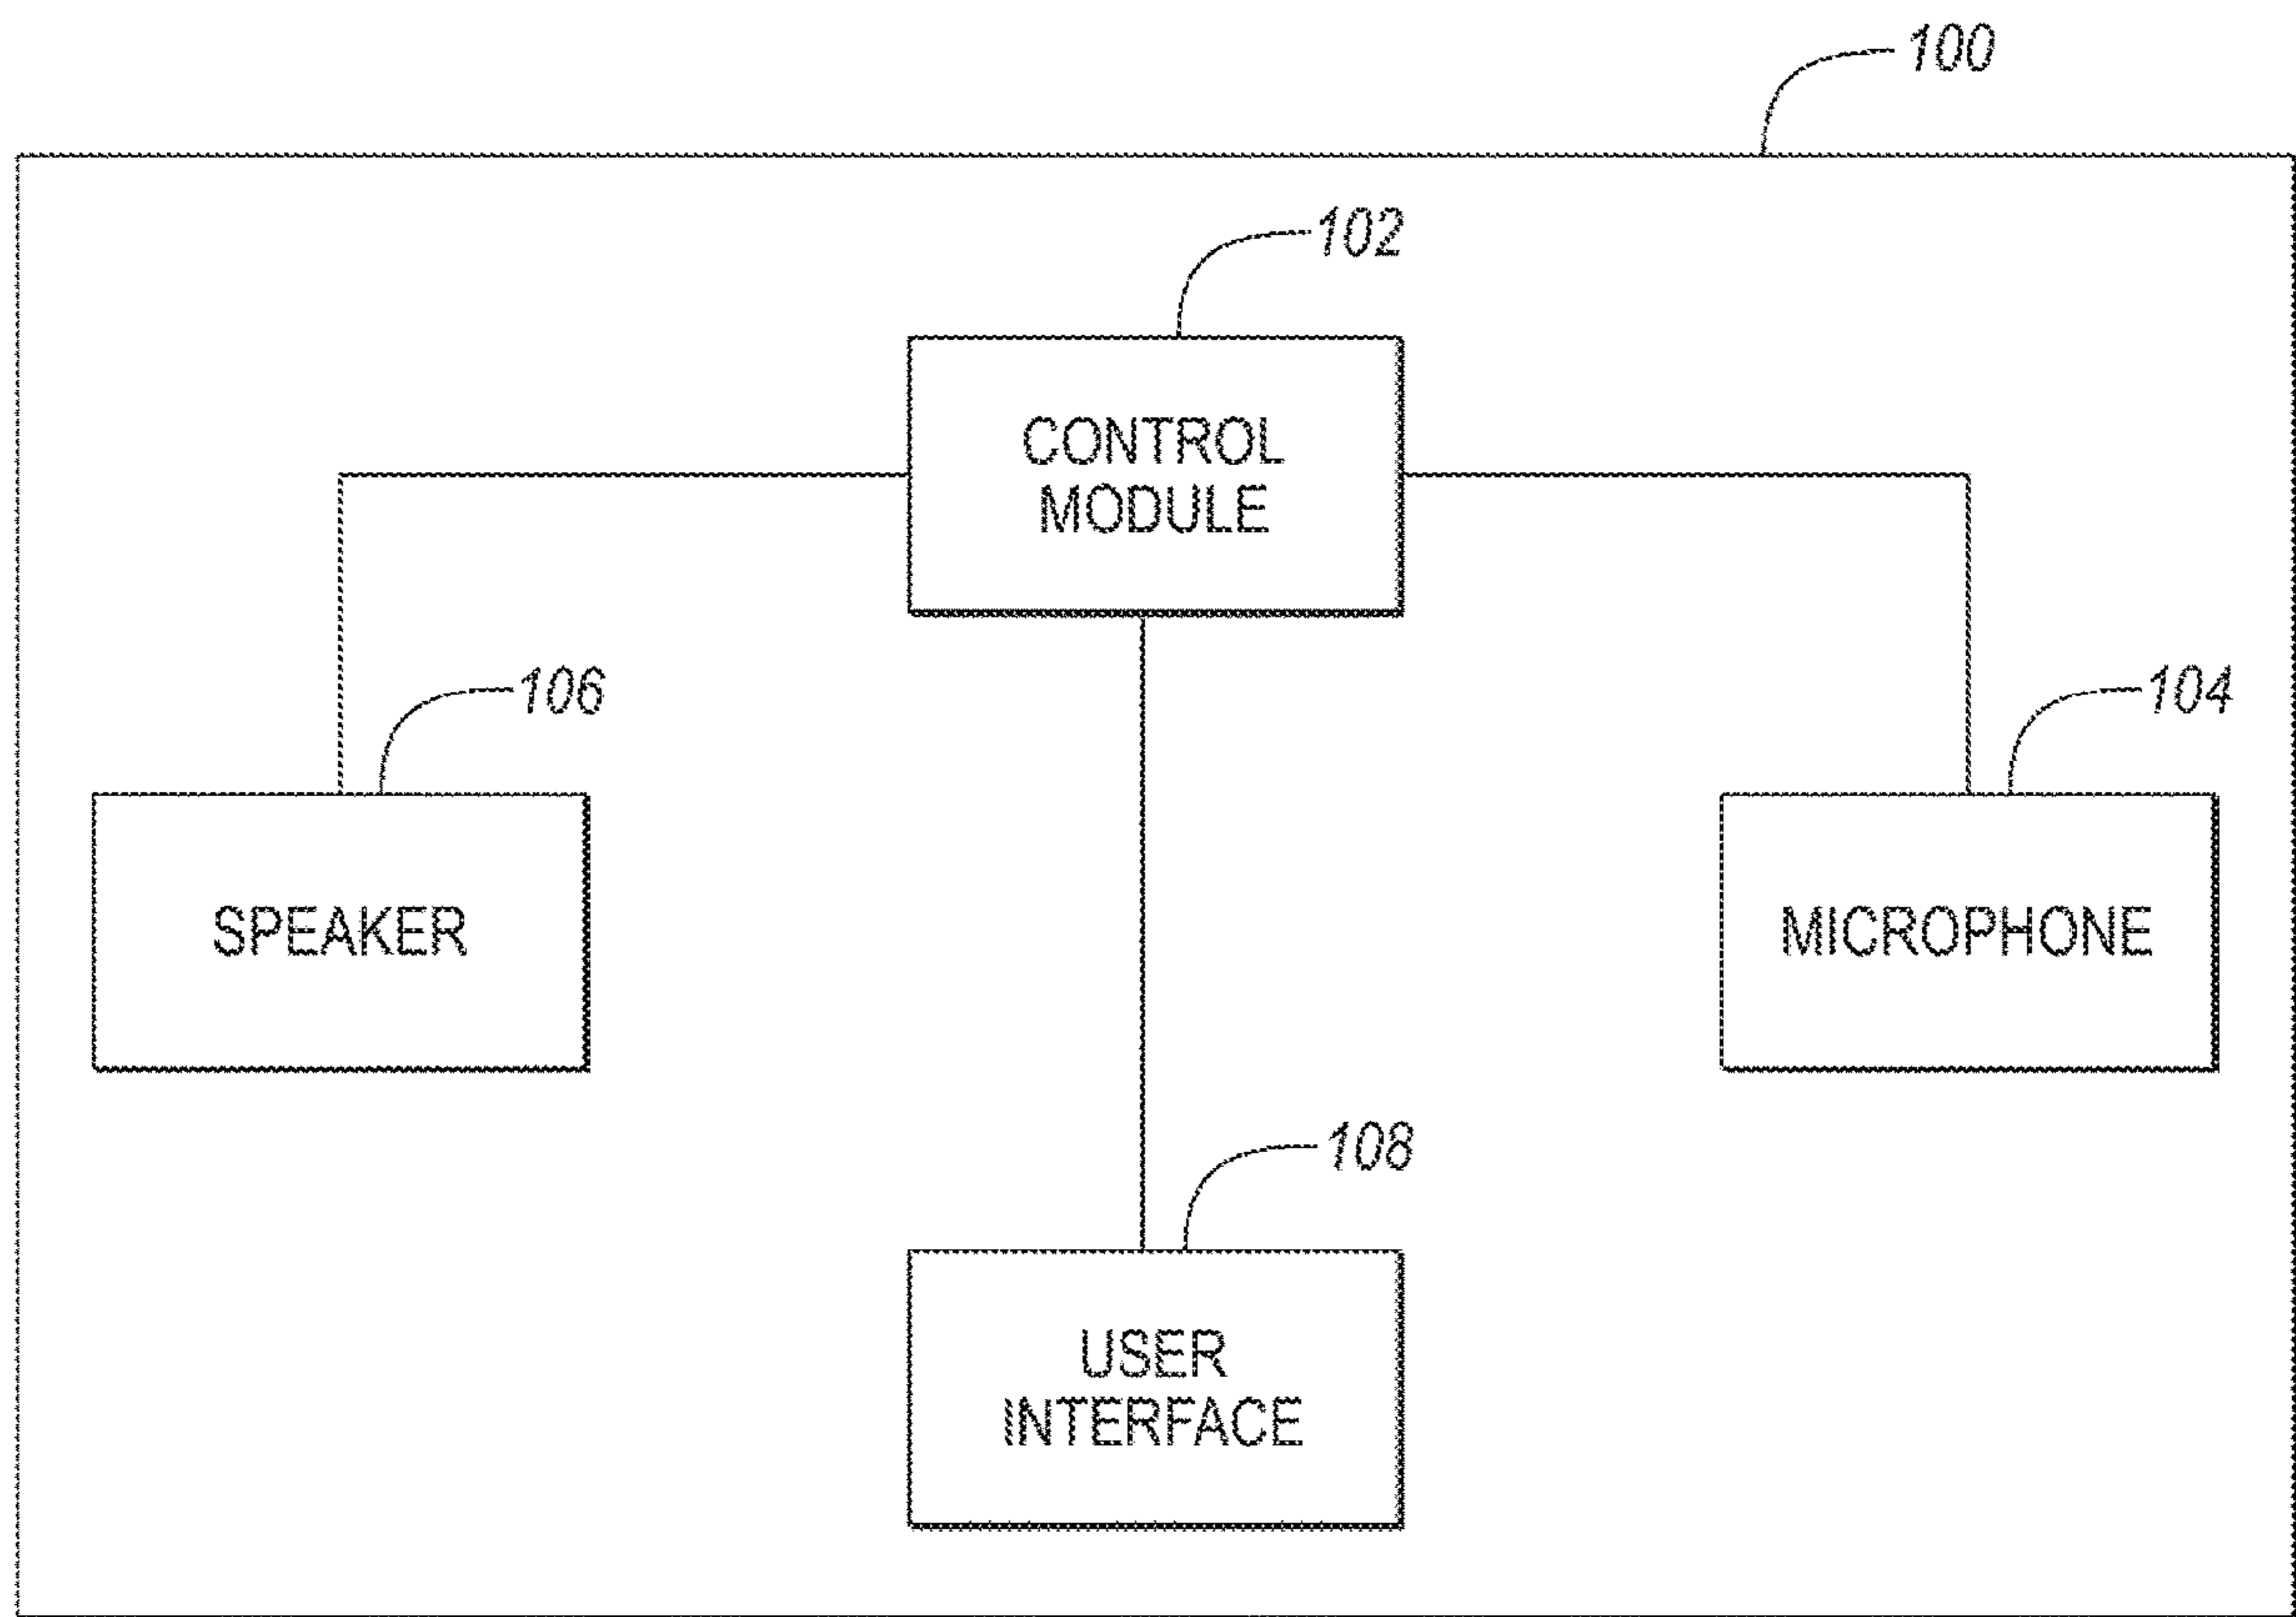 100
102
CONTROL
MODULE
106
104
SPEAKER
MICROPHONE
108
USER
INTERFACE